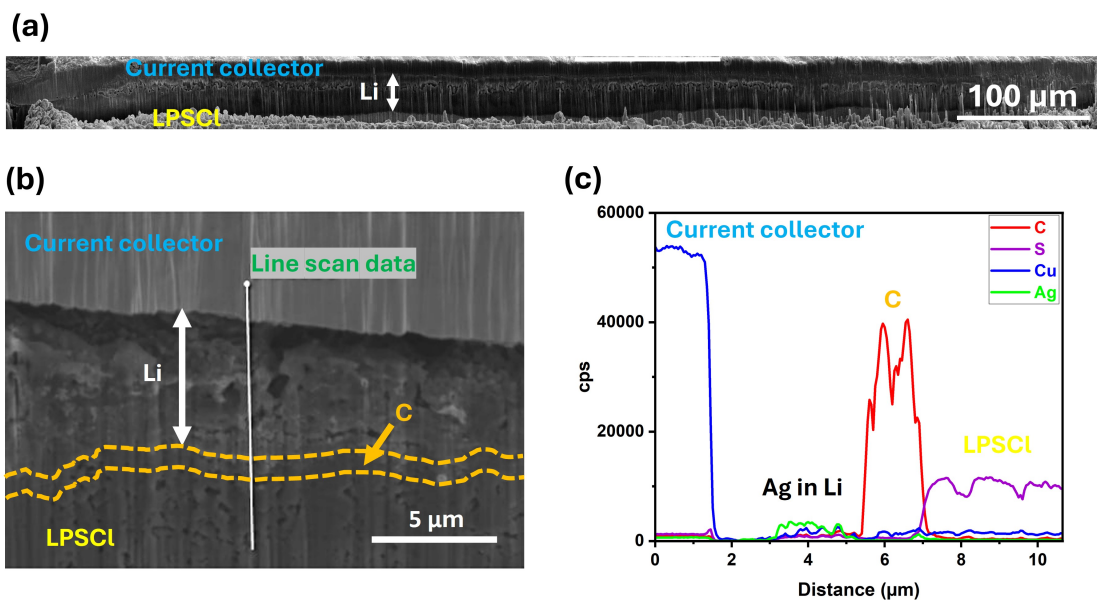 (a)
Current collector
Li
LPSCl
100 µm
(b)
Current collector
Line scan data
Li
C
5 µm
LPSCl
(c)
60000
40000
20000
0
cps
Current collector
C
S
Cu
Ag
C
LPSCl
Ag in Li
0
2
4
6
8
10
Distance (µm)